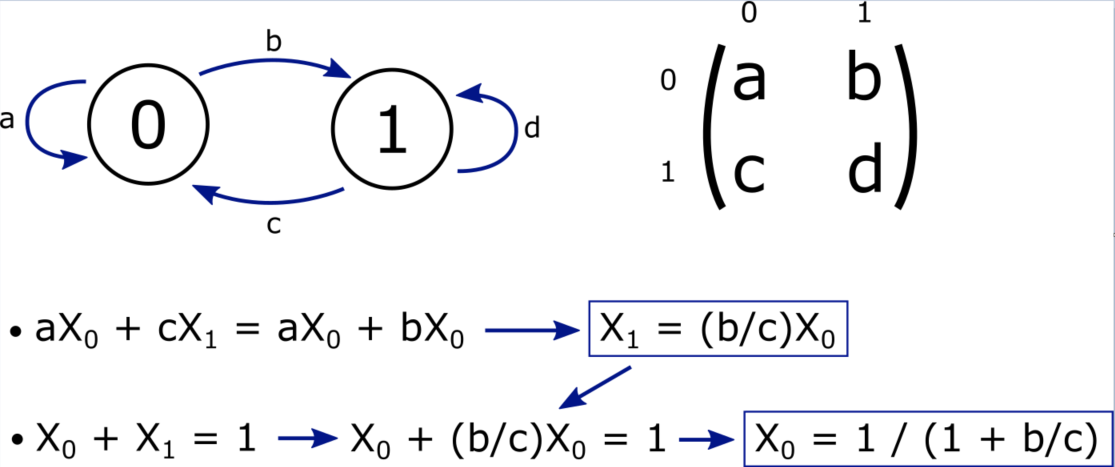 b
a
0
1
d
c
0 1
0 a b
1 c d
• aX₀ + cX₁ = aX₀ + bX₀ → X₁ = (b/c)X₀
• X₀ + X₁ = 1 → X₀ + (b/c)X₀ = 1 → X₀ = 1 / (1 + b/c)